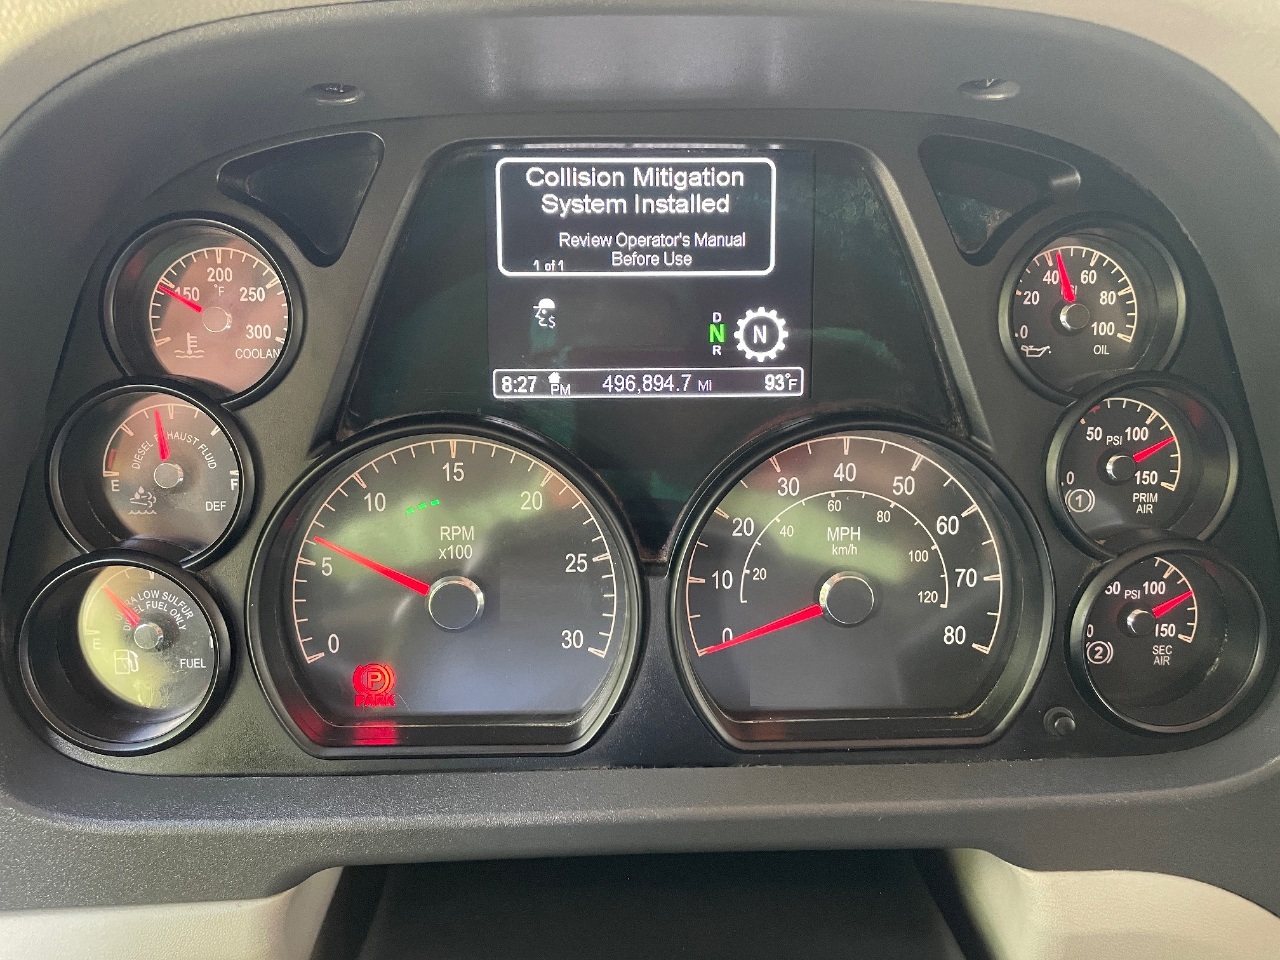 Collision Mitigation
System Installed
Review Operator's Manual
Before Use
1 of 1
D
N
R
N
8:27 PM 496,894.7 MI 93°F
150 200 250 300
°F
COOLAN
DIESEL EXHAUST FLUID
E F
DEF
LOW SULFUR
FUEL ONLY
E
FUEL
0 5 10 15 20 25 30
RPM
x100
P
PARK
0 10 20 30 40 50 60 70 80
20 40 60 80 100 120
MPH
km/h
0 20 40 60 80 100
OIL
0 50 PSI 100 150
1
PRIM
AIR
0 50 PSI 100 150
2
SEC
AIR